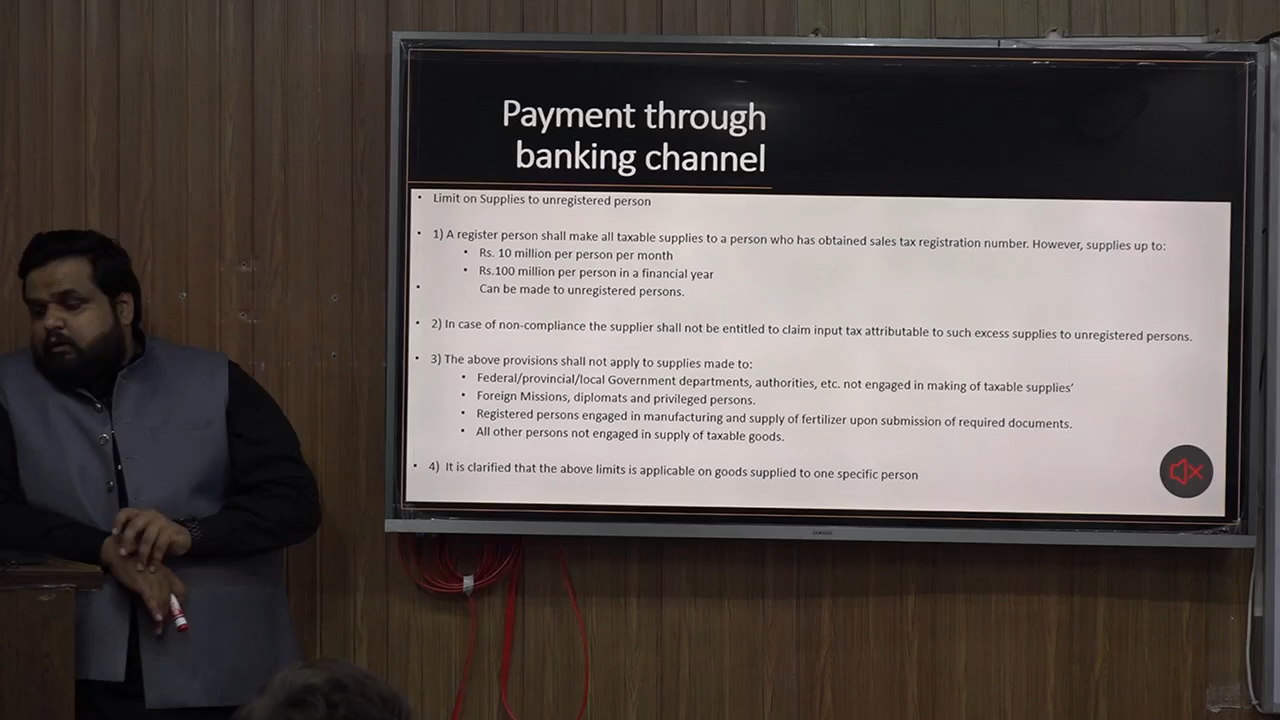 Payment through
banking channel
• Limit on Supplies to unregistered person
• 1) A register person shall make all taxable supplies to a person who has obtained sales tax registration number. However, supplies up to:
• Rs. 10 million per person per month
• Rs.100 million per person in a financial year
• Can be made to unregistered persons.
• 2) In case of non-compliance the supplier shall not be entitled to claim input tax attributable to such excess supplies to unregistered persons.
• 3) The above provisions shall not apply to supplies made to:
• Federal/provincial/local Government departments, authorities, etc. not engaged in making of taxable supplies’
• Foreign Missions, diplomats and privileged persons.
• Registered persons engaged in manufacturing and supply of fertilizer upon submission of required documents.
• All other persons not engaged in supply of taxable goods.
• 4) It is clarified that the above limits is applicable on goods supplied to one specific person
SAMSUNG